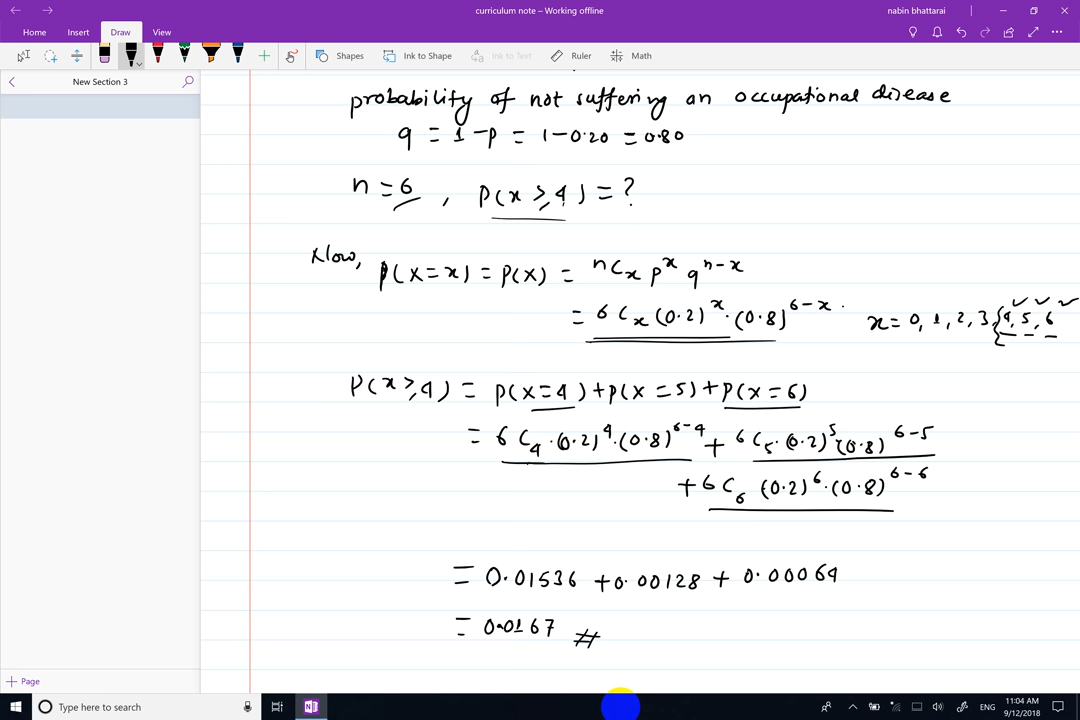 curriculum note – Working offline
nabin bhattarai
Home Insert Draw View
Shapes Ink to Shape Ink to Text Ruler Math
New Section 3
probability of not suffering an occupational disease
q = 1 - p = 1 - 0.20 = 0.80
n = 6 , p(x ≥ 4) = ?
Now, p(X = x) = p(x) = nCx p^x q^n-x
= 6Cx (0.2)^x . (0.8)^6-x . x = 0, 1, 2, 3, {4, 5, 6
P(x ≥ 4) = p(x = 4) + p(x = 5) + p(x = 6)
= 6C4 . (0.2)^4 . (0.8)^6-4 + 6C5 . (0.2)^5 . (0.8)^6-5
+ 6C6 (0.2)^6 . (0.8)^6-6
= 0.01536 + 0.00128 + 0.00064
= 0.0167 #
+ Page
Type here to search
ENG
11:04 AM
9/12/2018